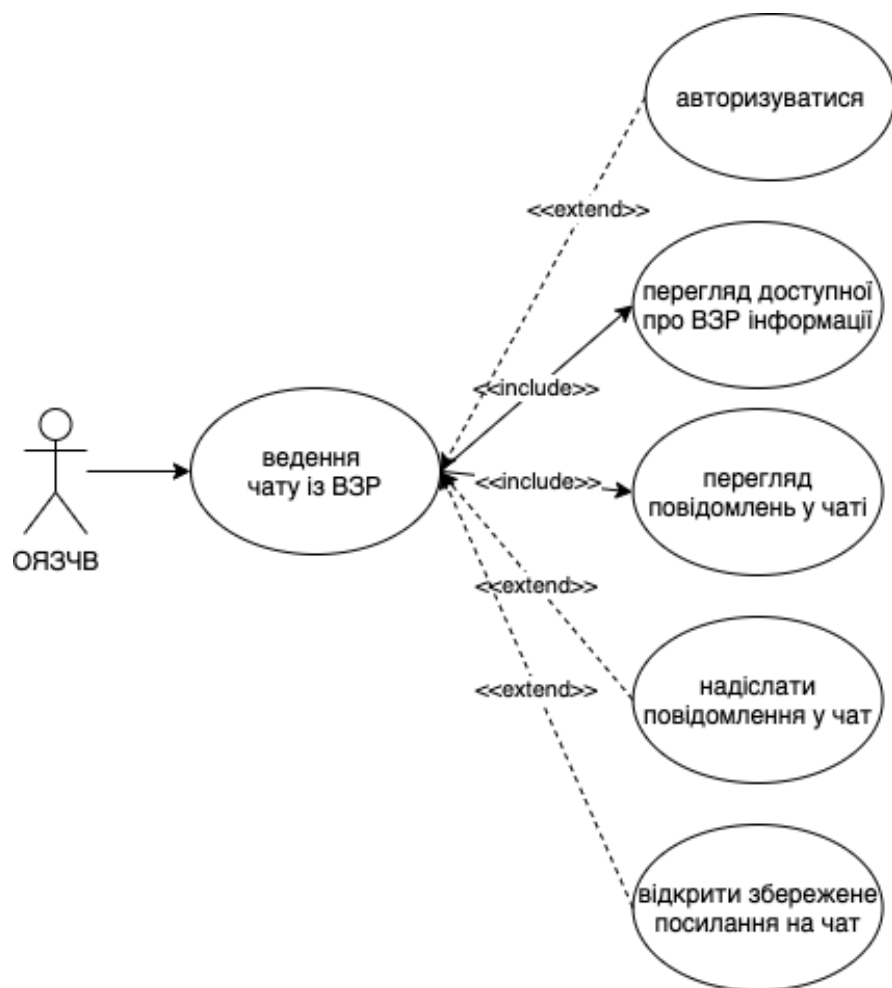 авторизуватися
<<extend>>
перегляд доступної
про ВЗР інформації
<<include>>
ведення
чату із ВЗР
ОЯЗЧВ
<<include>>
перегляд
повідомлень у чаті
<<extend>>
надіслати
повідомлення у чат
<<extend>>
відкрити збережене
посилання на чат